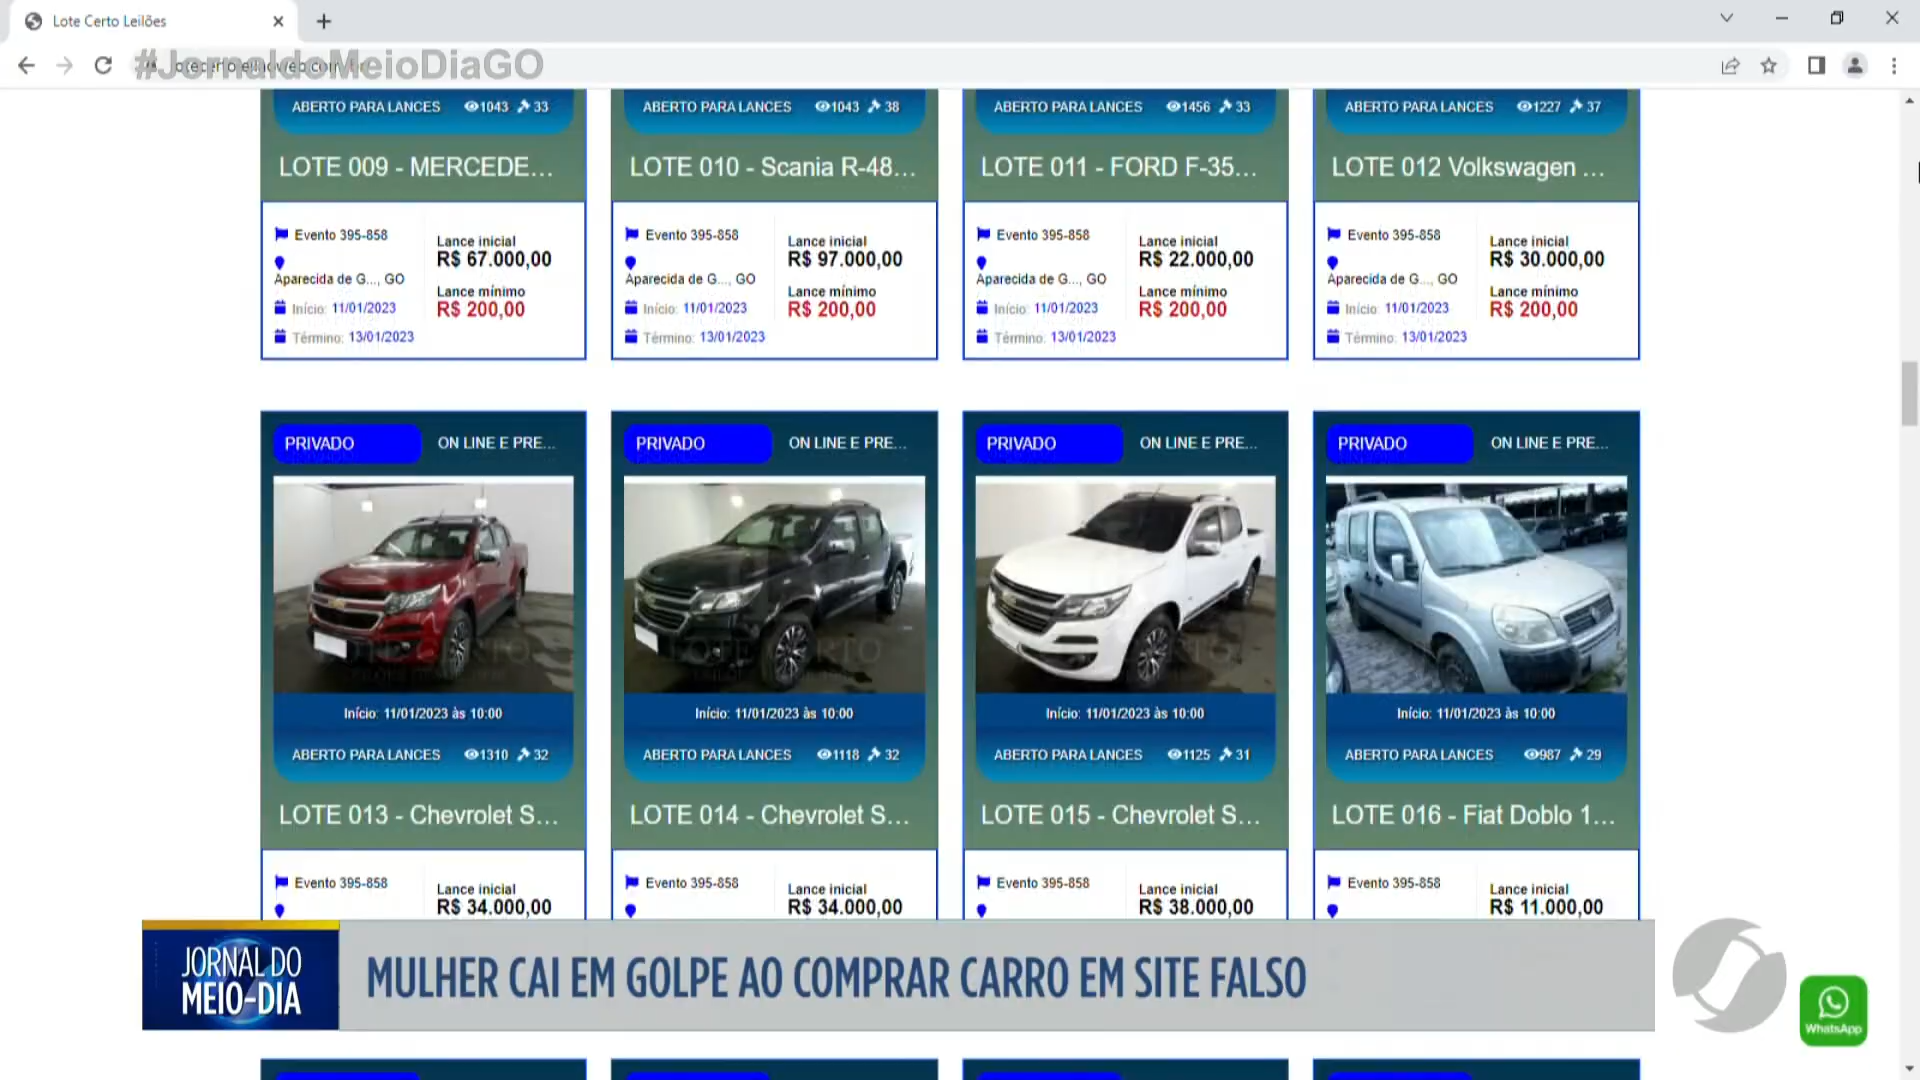 Lote Certo Leilões
#JornaldoMeioDiaGO
ABERTO PARA LANCES 1043 33
ABERTO PARA LANCES 1043 38
ABERTO PARA LANCES 1456 33
ABERTO PARA LANCES 1227 37
LOTE 009 - MERCEDE...
LOTE 010 - Scania R-48...
LOTE 011 - FORD F-35...
LOTE 012 Volkswagen ...
Evento 395-858
Aparecida de G..., GO
Início: 11/01/2023
Término: 13/01/2023
Lance inicial
R$ 67.000,00
Lance mínimo
R$ 200,00
Evento 395-858
Aparecida de G..., GO
Início: 11/01/2023
Término: 13/01/2023
Lance inicial
R$ 97.000,00
Lance mínimo
R$ 200,00
Evento 395-858
Aparecida de G..., GO
Início: 11/01/2023
Término: 13/01/2023
Lance inicial
R$ 22.000,00
Lance mínimo
R$ 200,00
Evento 395-858
Aparecida de G..., GO
Início: 11/01/2023
Término: 13/01/2023
Lance inicial
R$ 30.000,00
Lance mínimo
R$ 200,00
PRIVADO ON LINE E PRE...
PRIVADO ON LINE E PRE...
PRIVADO ON LINE E PRE...
PRIVADO ON LINE E PRE...
Início: 11/01/2023 às 10:00
Início: 11/01/2023 às 10:00
Início: 11/01/2023 às 10:00
Início: 11/01/2023 às 10:00
ABERTO PARA LANCES 1310 32
ABERTO PARA LANCES 1118 32
ABERTO PARA LANCES 1125 31
ABERTO PARA LANCES 987 29
LOTE 013 - Chevrolet S...
LOTE 014 - Chevrolet S...
LOTE 015 - Chevrolet S...
LOTE 016 - Fiat Doblo 1...
Evento 395-858
Lance inicial
R$ 34.000,00
Evento 395-858
Lance inicial
R$ 34.000,00
Evento 395-858
Lance inicial
R$ 38.000,00
Evento 395-858
Lance inicial
R$ 11.000,00
JORNAL DO
MEIO-DIA
MULHER CAI EM GOLPE AO COMPRAR CARRO EM SITE FALSO
WhatsApp